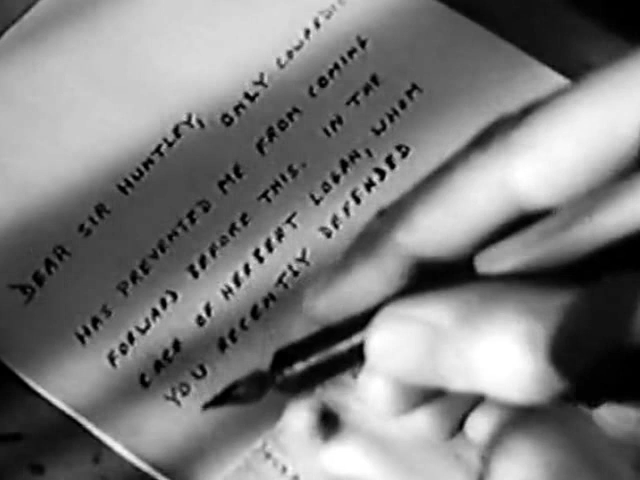 DEAR SIR HUNTLEY, ONLY COWARDICE
HAS PREVENTED ME FROM COMING
FORWARD BEFORE THIS. IN THE
CASE OF HERBERT LOGAN, WHOM
YOU RECENTLY DEFENDED